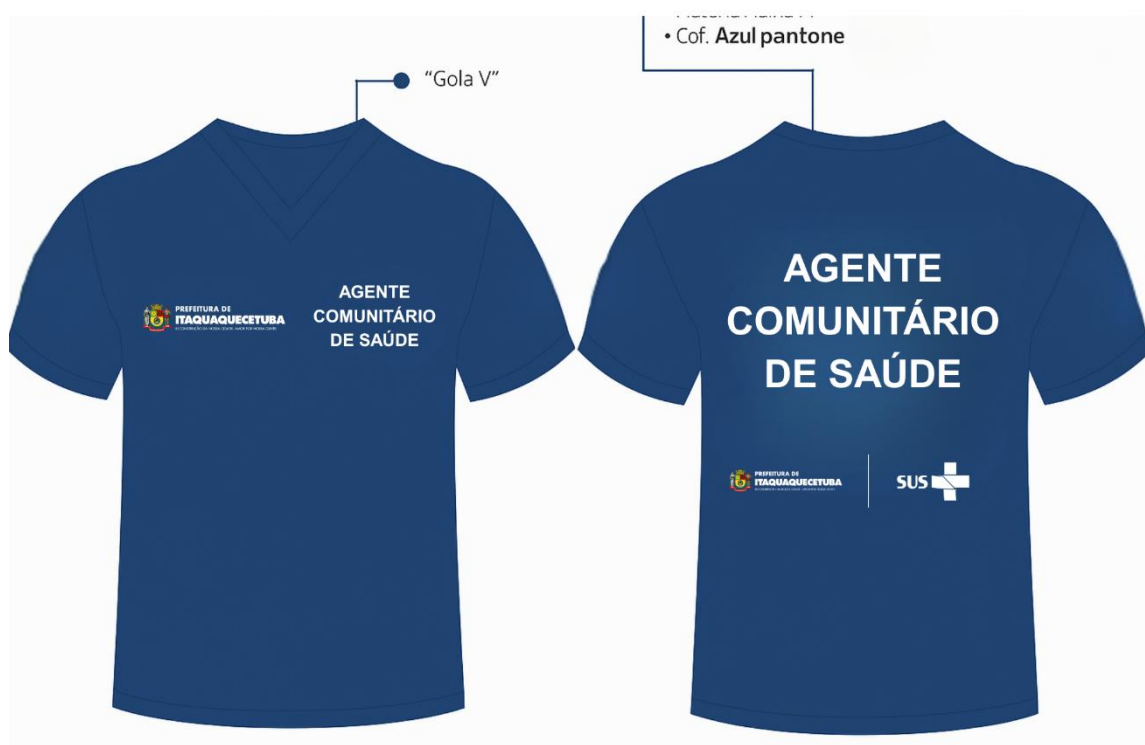 • Cof. Azul pantone
"Gola V"
PREFEITURA DE
ITAQUAQUECETUBA
AGENTE
COMUNITÁRIO
DE SAÚDE
AGENTE
COMUNITÁRIO
DE SAÚDE
PREFEITURA DE
ITAQUAQUECETUBA
SUS